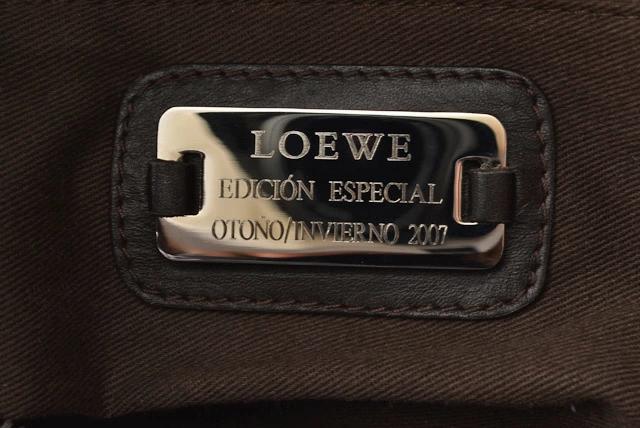 LOEWE
EDICIÓN ESPECIAL
OTOÑO/INVIERNO 2007